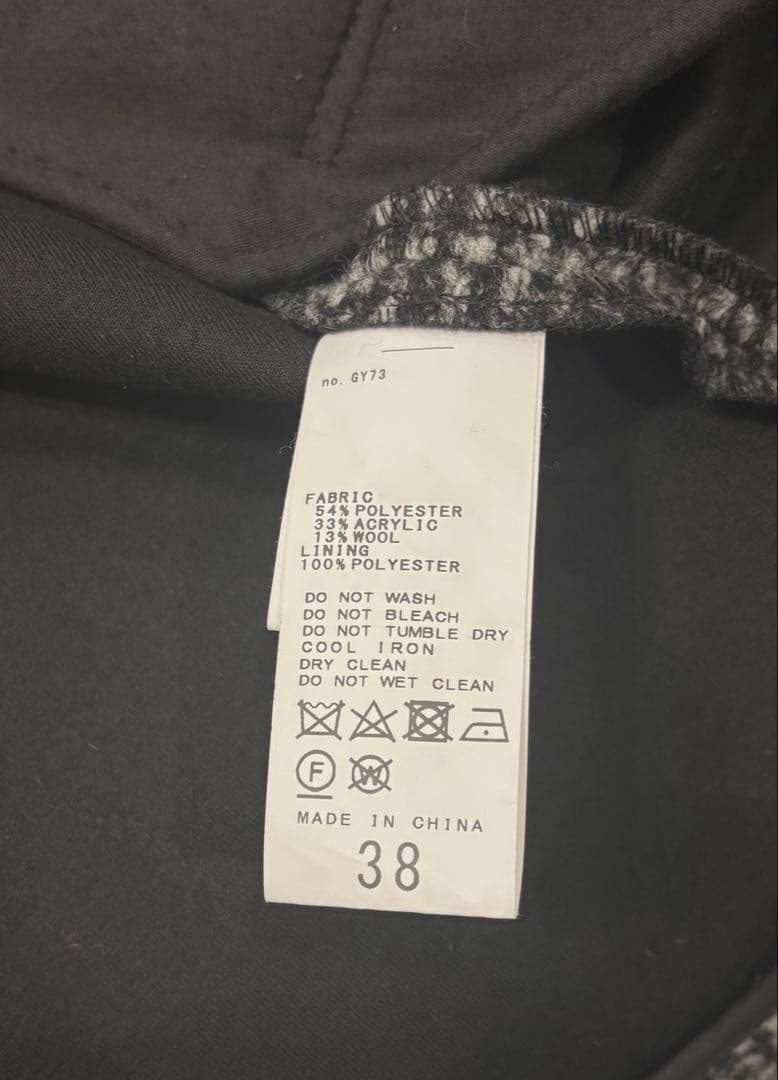 no. GY73
FABRIC
54% POLYESTER
33% ACRYLIC
13% WOOL
LINING
100% POLYESTER
DO NOT WASH
DO NOT BLEACH
DO NOT TUMBLE DRY
COOL IRON
DRY CLEAN
DO NOT WET CLEAN
F W
MADE IN CHINA
38